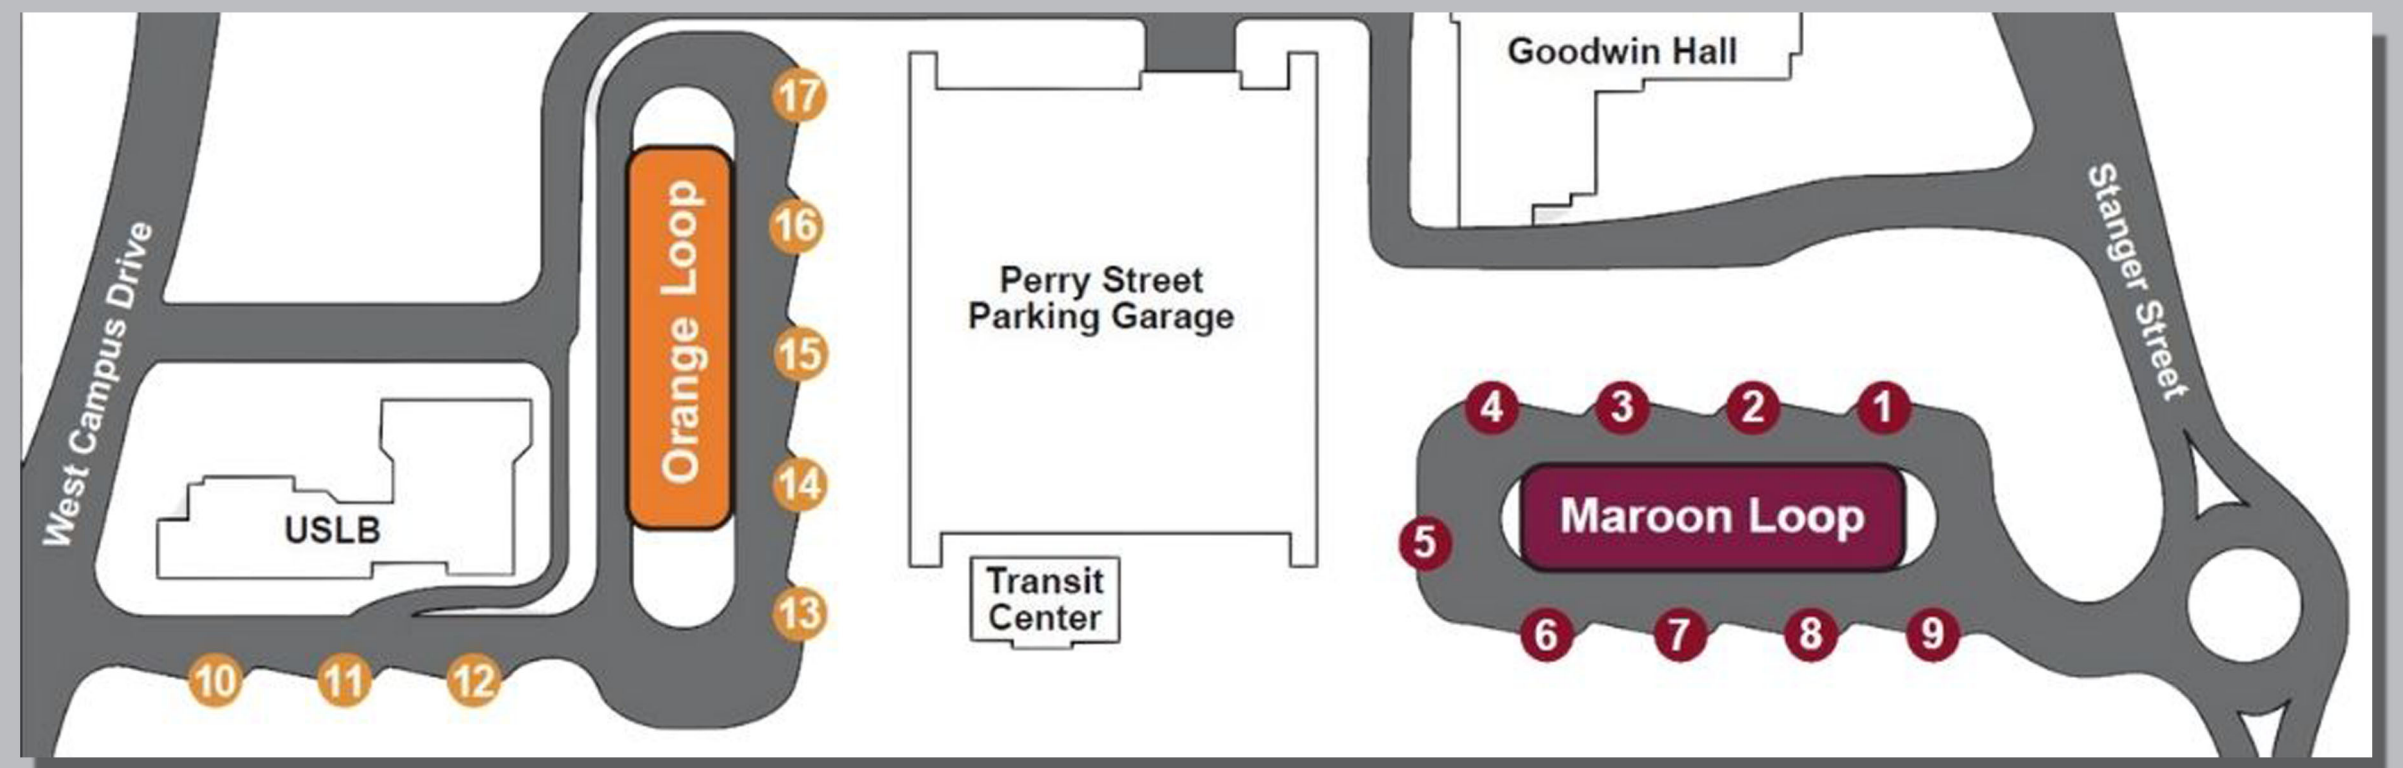 Goodwin Hall
17
16
15
14
13
Orange Loop
West Campus Drive
Stanger Street
Perry Street
Parking Garage
USLB
Transit
Center
4
3
2
1
Maroon Loop
5
6
7
8
9
10
11
12